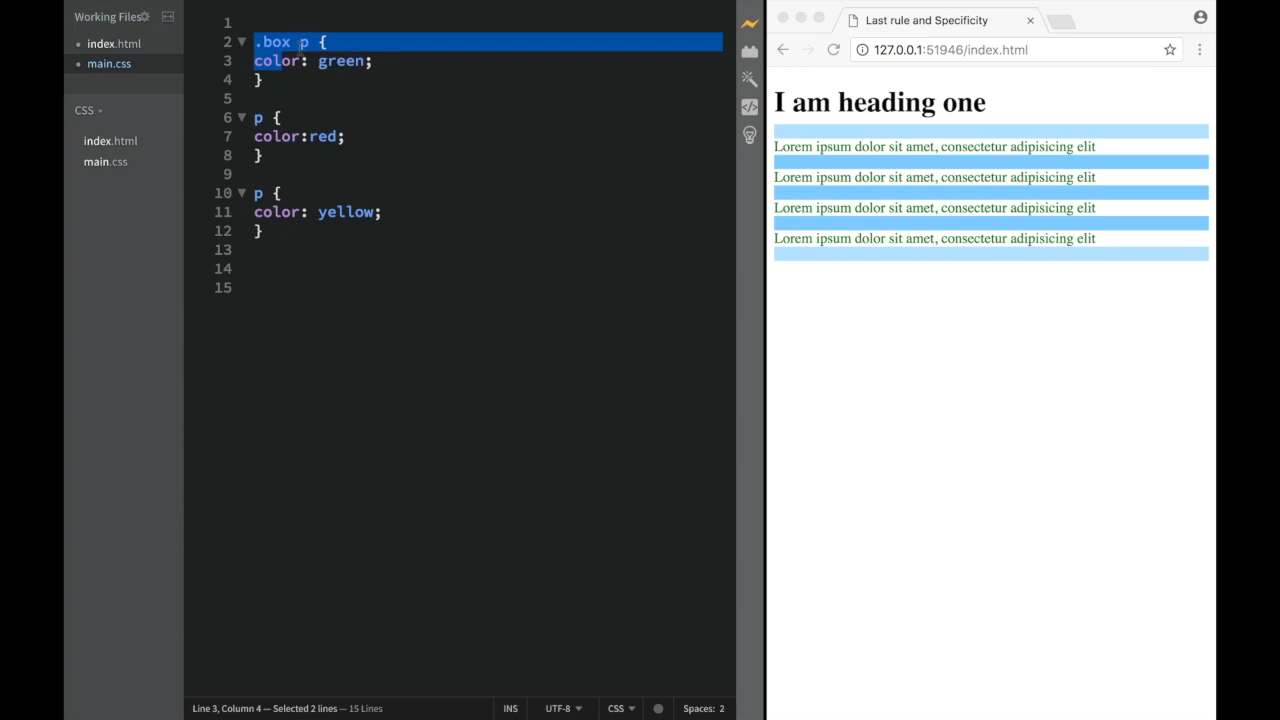 Working Files
index.html
main.css
CSS
index.html
main.css
1
2 .box p {
3 color: green;
4 }
5
6 p {
7 color:red;
8 }
9
10 p {
11 color: yellow;
12 }
13
14
15
Line 3, Column 4 — Selected 2 lines — 15 Lines
INS
UTF-8
CSS
Spaces: 2
Last rule and Specificity
127.0.0.1:51946/index.html
I am heading one
Lorem ipsum dolor sit amet, consectetur adipisicing elit
Lorem ipsum dolor sit amet, consectetur adipisicing elit
Lorem ipsum dolor sit amet, consectetur adipisicing elit
Lorem ipsum dolor sit amet, consectetur adipisicing elit